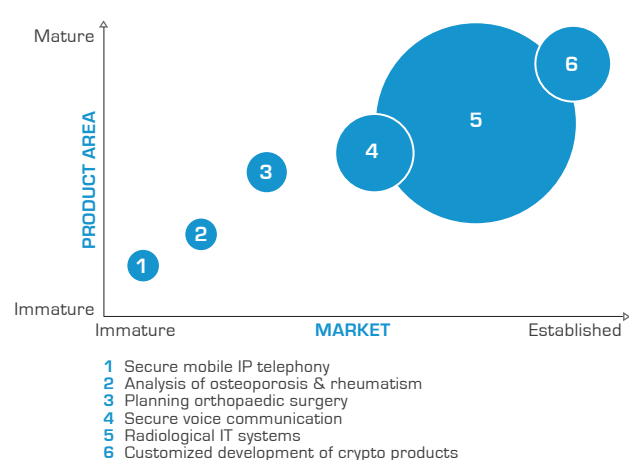 Mature
6
5
4
3
2
1
PRODUCT AREA
Immature
Immature MARKET Established
1 Secure mobile IP telephony
2 Analysis of osteoporosis & rheumatism
3 Planning orthopaedic surgery
4 Secure voice communication
5 Radiological IT systems
6 Customized development of crypto products